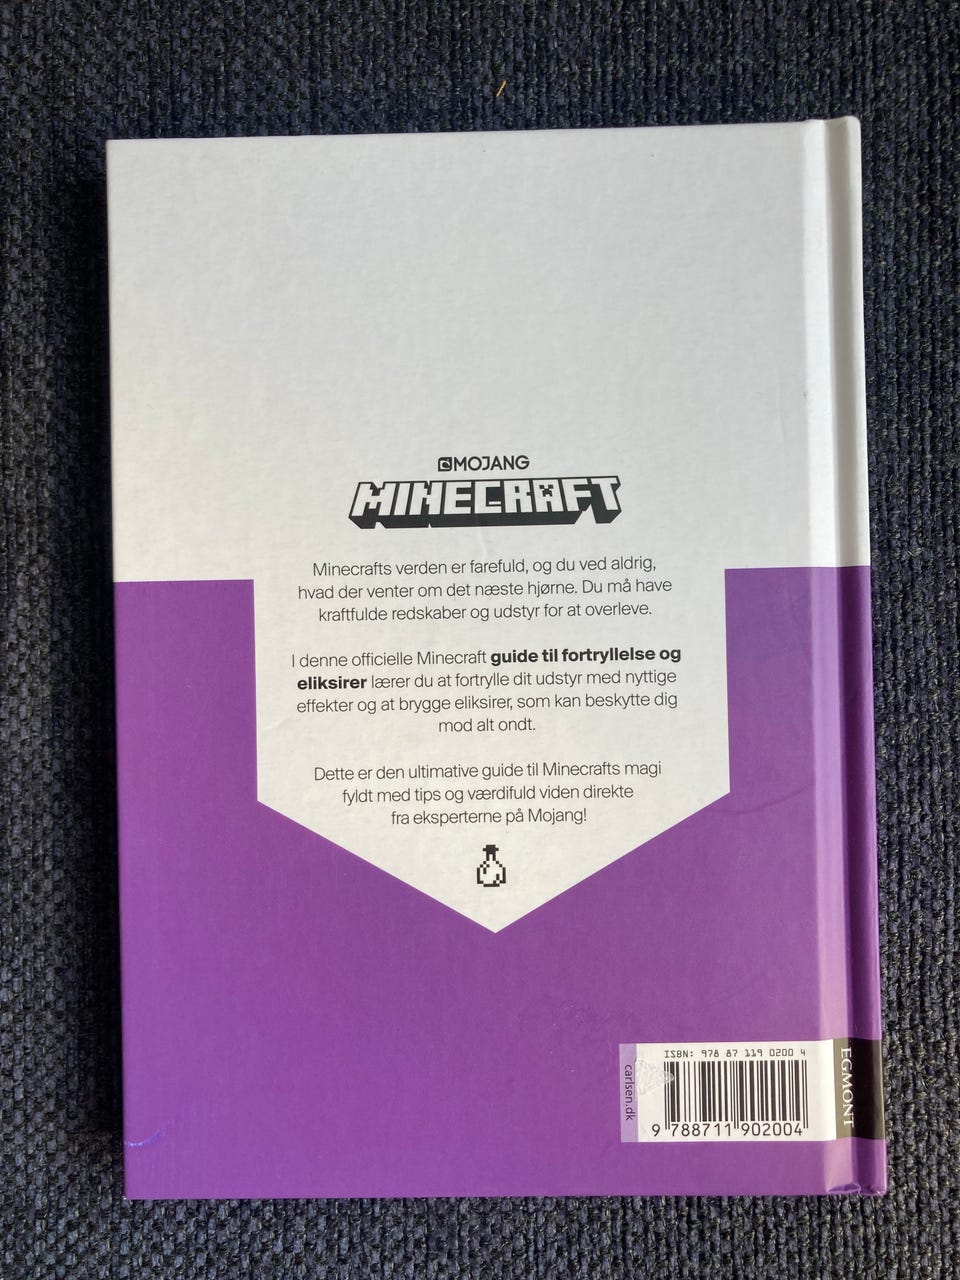 MOJANG
MINECRAFT
Minecrafts verden er farefuld, og du ved aldrig,
hvad der venter om det næste hjørne. Du må have
kraftfulde redskaber og udstyr for at overleve.
I denne officielle Minecraft guide til fortryllelse og
eliksirer lærer du at fortrylle dit udstyr med nyttige
effekter og at brygge eliksirer, som kan beskytte dig
mod alt ondt.
Dette er den ultimative guide til Minecrafts magi
fyldt med tips og værdifuld viden direkte
fra eksperterne på Mojang!
ISBN: 978 87 119 0200 4
carlsen.dk
9 788711 902004
EGMONT